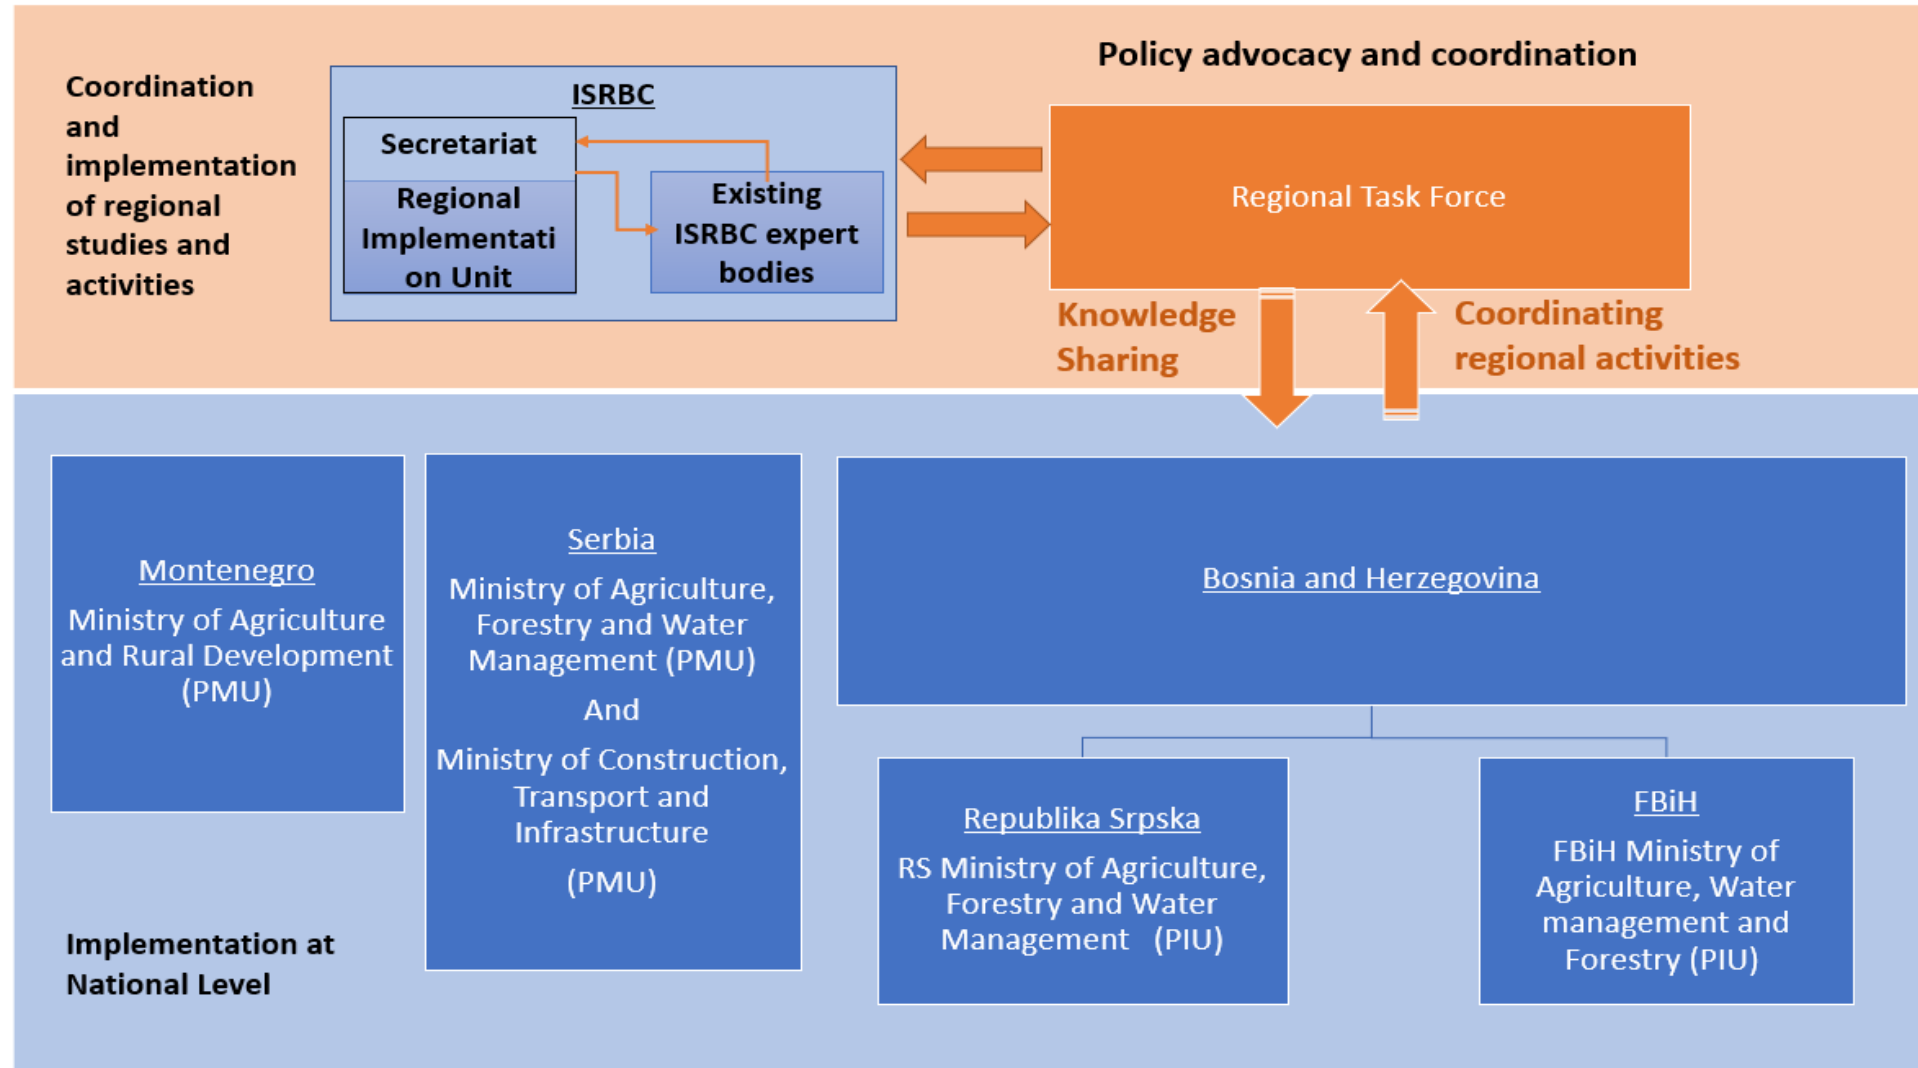 Coordination
and
implementation
of regional
studies and
activities
ISRBC
Secretariat
Regional
Implementati
on Unit
Existing
ISRBC expert
bodies
Policy advocacy and coordination
Regional Task Force
Knowledge
Sharing
Coordinating
regional activities
Montenegro
Ministry of Agriculture
and Rural Development
(PMU)
Serbia
Ministry of Agriculture,
Forestry and Water
Management (PMU)
And
Ministry of Construction,
Transport and
Infrastructure
(PMU)
Bosnia and Herzegovina
Republika Srpska
RS Ministry of Agriculture,
Forestry and Water
Management (PIU)
FBiH
FBiH Ministry of
Agriculture, Water
management and
Forestry (PIU)
Implementation at
National Level